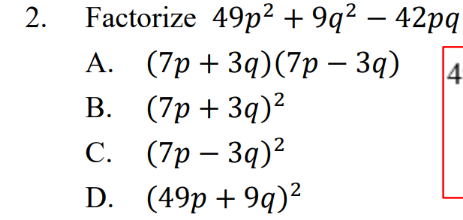 2. Factorize 49p² + 9q² − 42pq
A. (7p + 3q)(7p − 3q)
B. (7p + 3q)²
C. (7p − 3q)²
D. (49p + 9q)²
4